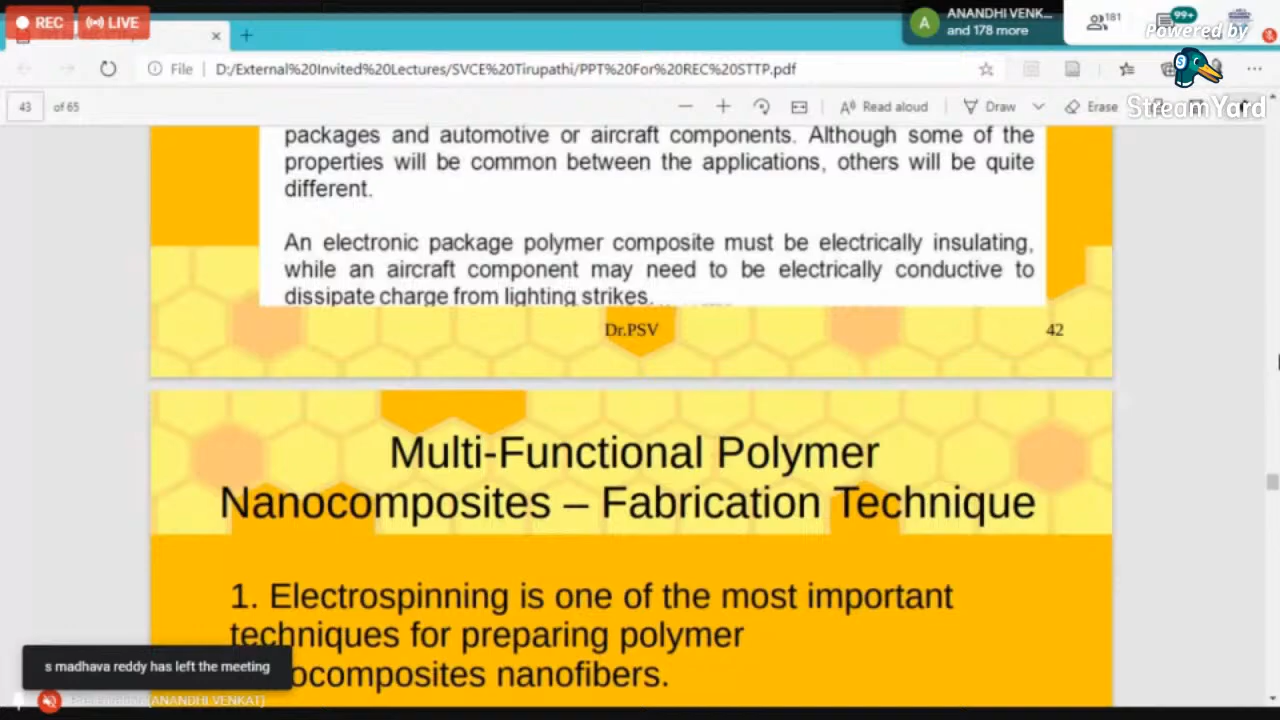 REC
LIVE
A
ANANDHI VENK...
and 178 more
181
99+
Powered by
StreamYard
File
D:/External%20Invited%20Lectures/SVCE%20Tirupathi/PPT%20For%20REC%20STTP.pdf
43
of 65
Read aloud
Draw
Erase
packages and automotive or aircraft components. Although some of the
properties will be common between the applications, others will be quite
different.
An electronic package polymer composite must be electrically insulating,
while an aircraft component may need to be electrically conductive to
dissipate charge from lighting strikes.
Dr.PSV
42
Multi-Functional Polymer
Nanocomposites – Fabrication Technique
1. Electrospinning is one of the most important
techniques for preparing polymer
ocomposites nanofibers.
s madhava reddy has left the meeting
(ANANDHI VENKAT)